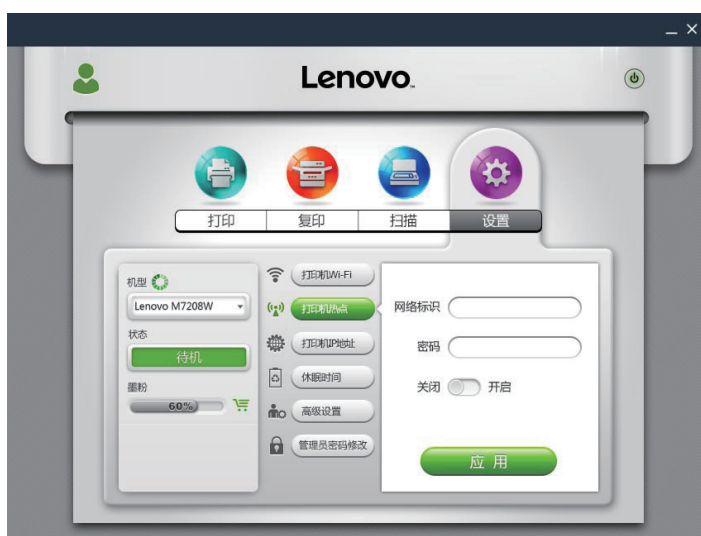 Lenovo
打印
复印
扫描
设置
机型
Lenovo M7208W
状态
待机
墨粉
60%
打印机Wi-Fi
打印机热点
打印机IP地址
休眠时间
高级设置
管理员密码修改
网络标识
密码
关闭 开启
应用